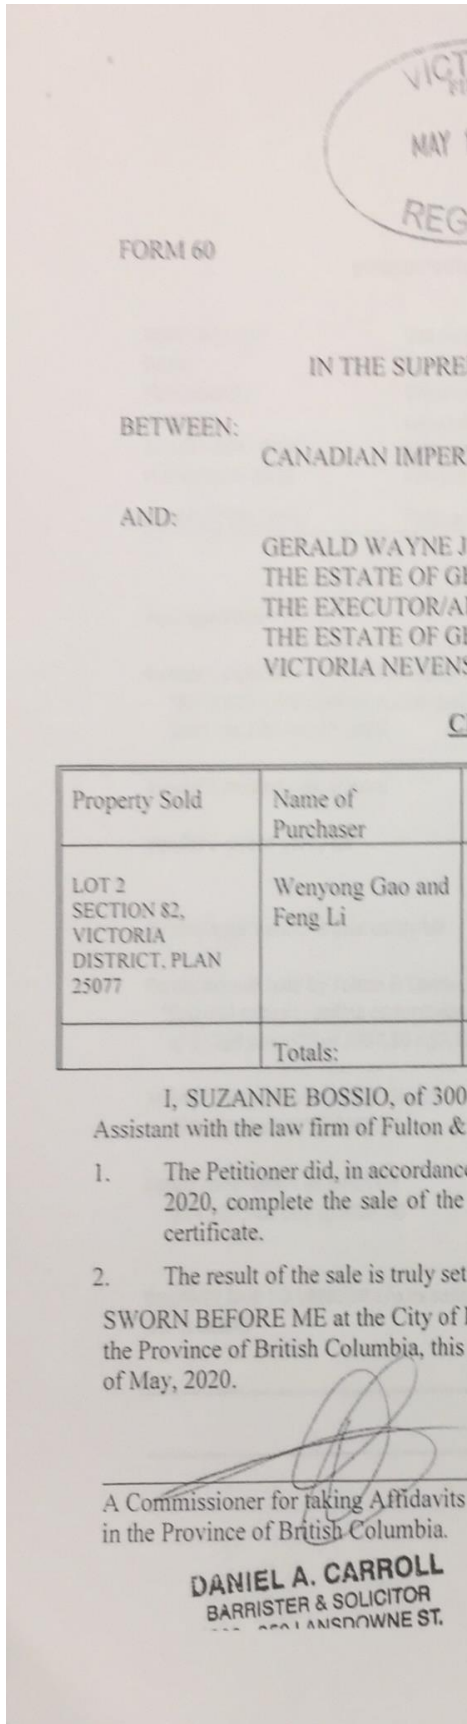 VICT
MAY
REG
FORM 60
IN THE SUPRE
BETWEEN:
CANADIAN IMPER
AND:
GERALD WAYNE J
THE ESTATE OF GE
THE EXECUTOR/A
THE ESTATE OF GE
VICTORIA NEVENS
C
Property Sold
Name of
Purchaser
LOT 2
SECTION 82,
VICTORIA
DISTRICT, PLAN
25077
Wenyong Gao and
Feng Li
Totals:
I, SUZANNE BOSSIO, of 300
Assistant with the law firm of Fulton &
1. The Petitioner did, in accordance
2020, complete the sale of the
certificate.
2. The result of the sale is truly set
SWORN BEFORE ME at the City of
the Province of British Columbia, this
of May, 2020.
A Commissioner for taking Affidavits
in the Province of British Columbia.
DANIEL A. CARROLL
BARRISTER & SOLICITOR
LANSDOWNE ST.